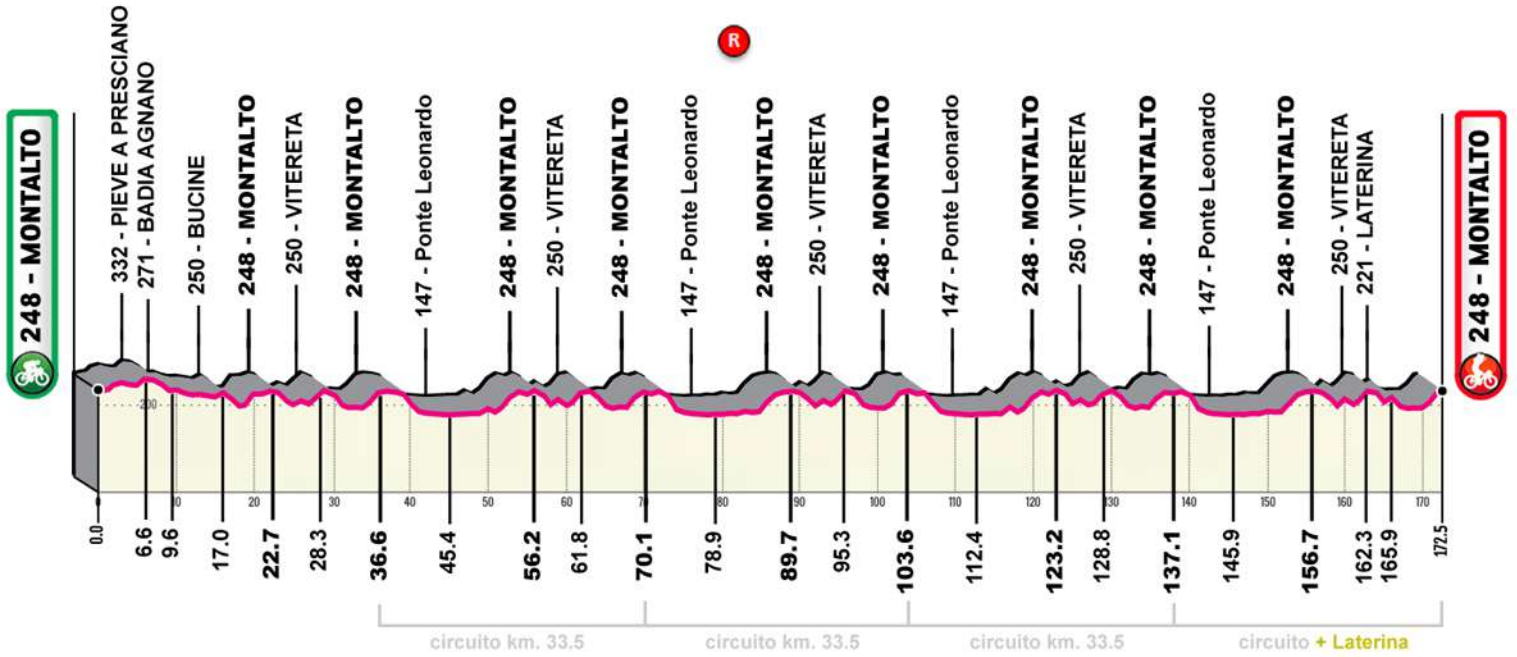 R
248 - MONTALTO
332 - PIEVE A PRESCIANO
271 - BADIA AGNANO
250 - BUCINE
248 - MONTALTO
250 - VITERETA
248 - MONTALTO
147 - Ponte Leonardo
248 - MONTALTO
250 - VITERETA
248 - MONTALTO
147 - Ponte Leonardo
248 - MONTALTO
250 - VITERETA
248 - MONTALTO
147 - Ponte Leonardo
248 - MONTALTO
250 - VITERETA
248 - MONTALTO
147 - Ponte Leonardo
248 - MONTALTO
250 - VITERETA
221 - LATERINA
248 - MONTALTO
200
0 10 20 30 40 50 60 70 80 90 100 110 120 130 140 150 160 170
0.0
6.6
9.6
17.0
22.7
28.3
36.6
45.4
56.2
61.8
70.1
78.9
89.7
95.3
103.6
112.4
123.2
128.8
137.1
145.9
156.7
162.3
165.9
172.5
circuito km. 33.5
circuito km. 33.5
circuito km. 33.5
circuito + Laterina